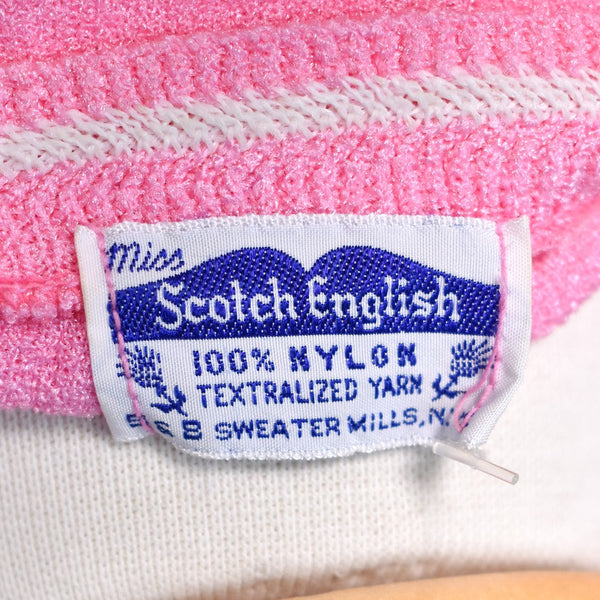 Miss
Scotch English
100% NYLON
TEXTRALIZED YARN
B SWEATER MILLS, N.